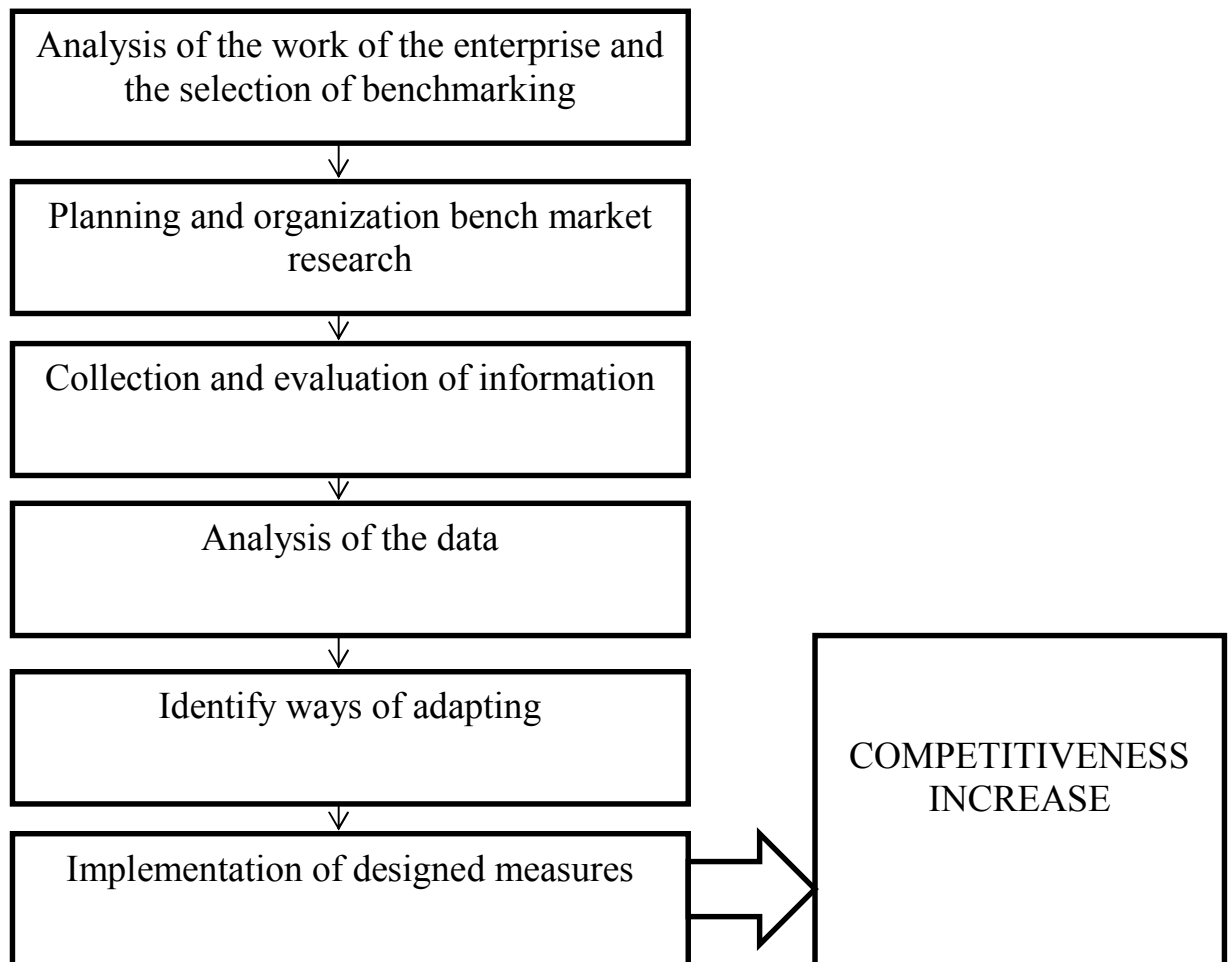 Analysis of the work of the enterprise and
the selection of benchmarking
Planning and organization bench market
research
Collection and evaluation of information
Analysis of the data
Identify ways of adapting
Implementation of designed measures
COMPETITIVENESS
INCREASE